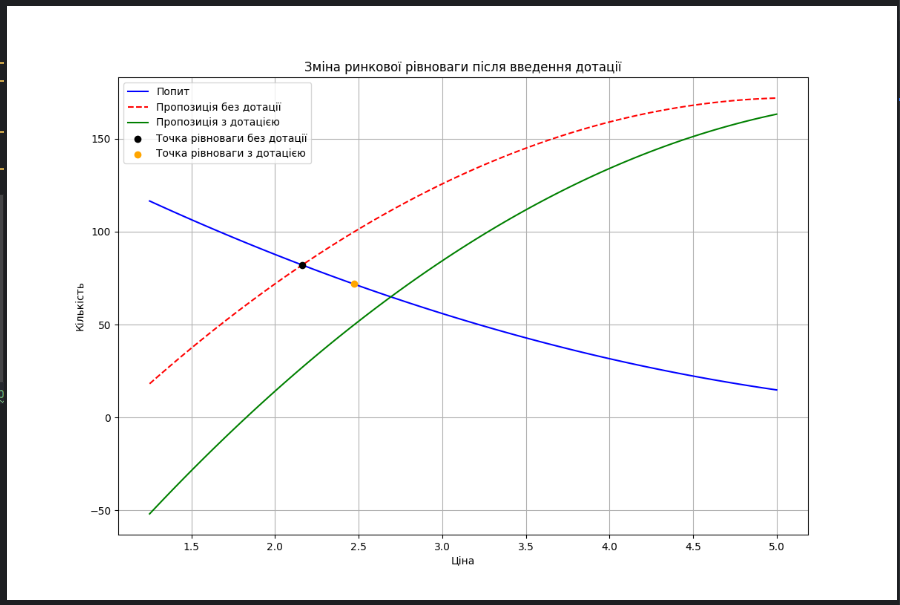 Зміна ринкової рівноваги після введення дотації
Попит
Пропозиція без дотації
Пропозиція з дотацією
Точка рівноваги без дотації
Точка рівноваги з дотацією
Кількість
150
100
50
0
−50
1.5 2.0 2.5 3.0 3.5 4.0 4.5 5.0
Ціна